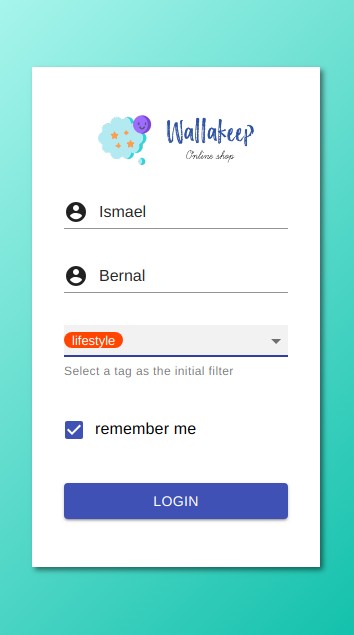 Wallakeep
Online shop
Ismael
Bernal
lifestyle
Select a tag as the initial filter
remember me
LOGIN